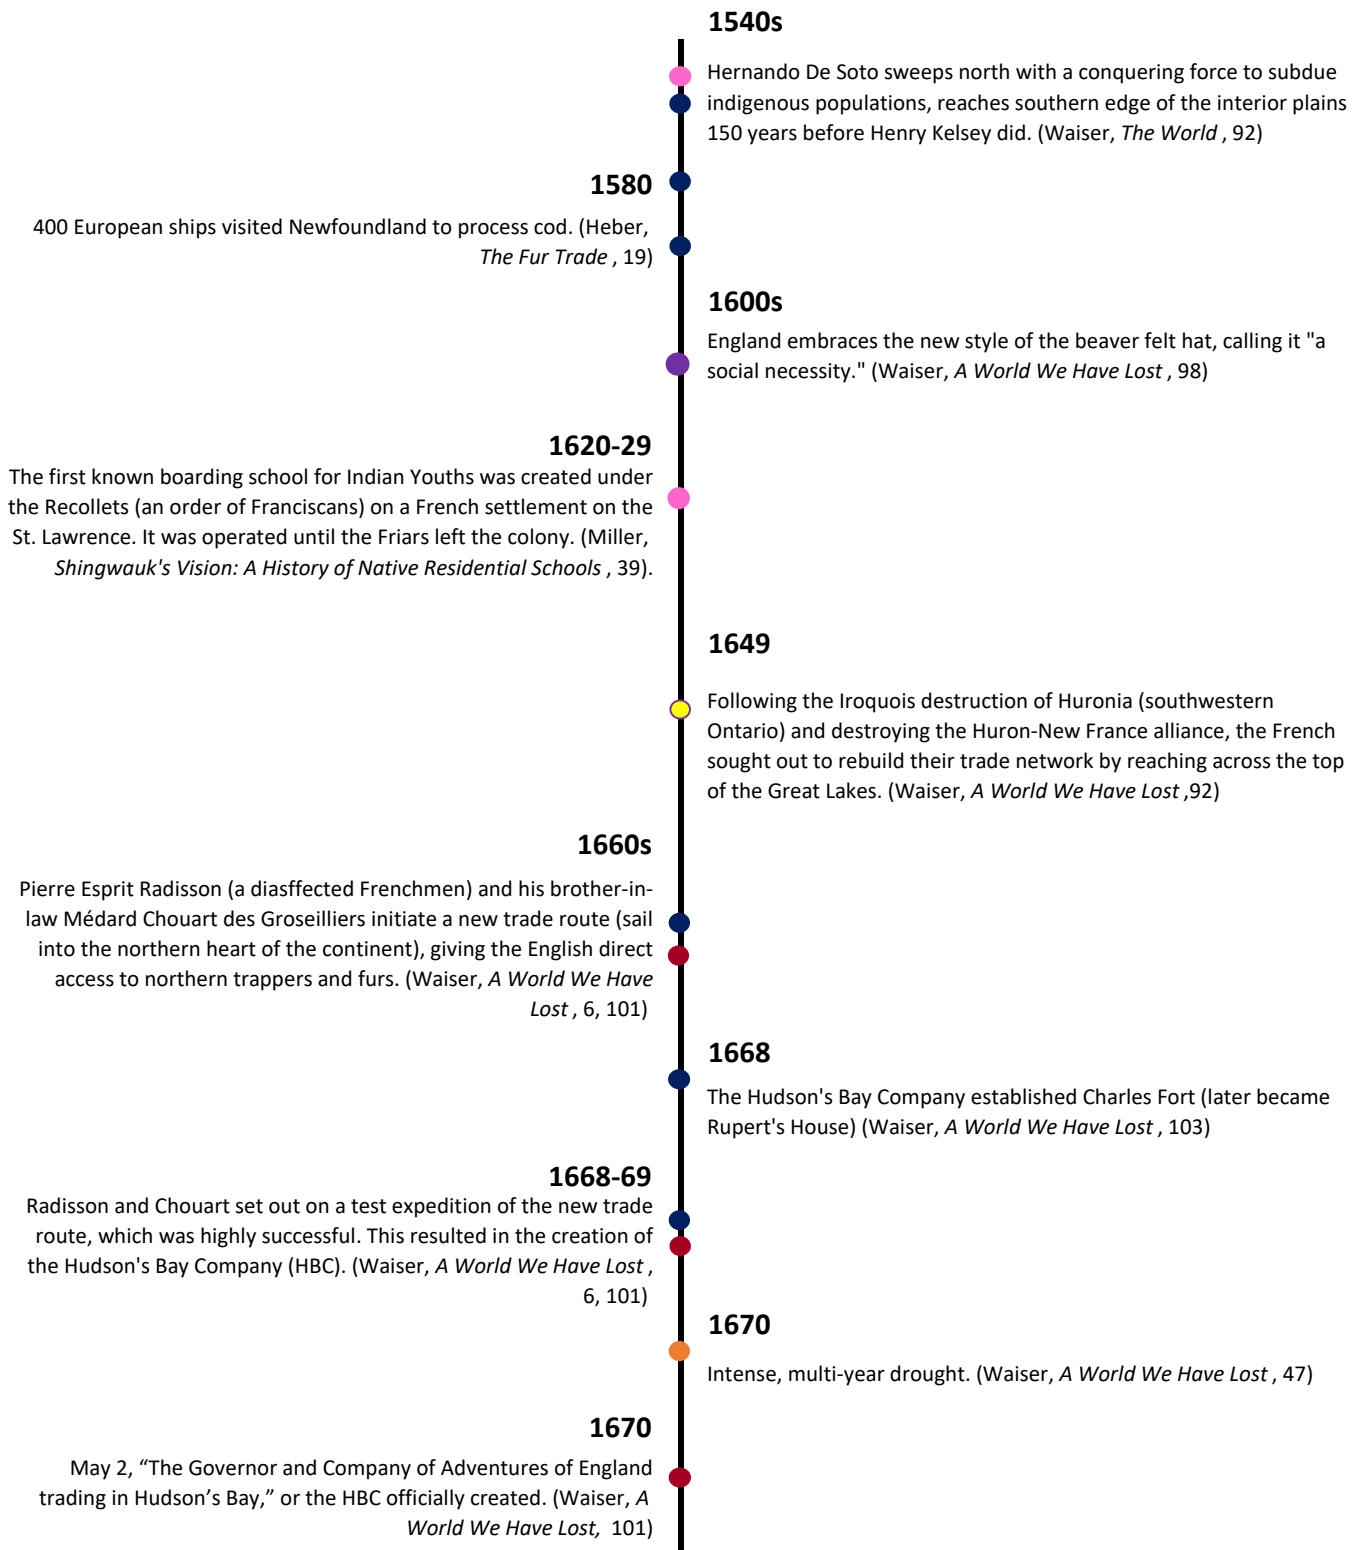 1540s
Hernando De Soto sweeps north with a conquering force to subdue
indigenous populations, reaches southern edge of the interior plains
150 years before Henry Kelsey did. (Waiser, The World , 92)
1580
400 European ships visited Newfoundland to process cod. (Heber,
The Fur Trade , 19)
1600s
England embraces the new style of the beaver felt hat, calling it "a
social necessity." (Waiser, A World We Have Lost , 98)
1620-29
The first known boarding school for Indian Youths was created under
the Recollets (an order of Franciscans) on a French settlement on the
St. Lawrence. It was operated until the Friars left the colony. (Miller,
Shingwauk's Vision: A History of Native Residential Schools , 39).
1649
Following the Iroquois destruction of Huronia (southwestern
Ontario) and destroying the Huron-New France alliance, the French
sought out to rebuild their trade network by reaching across the top
of the Great Lakes. (Waiser, A World We Have Lost ,92)
1660s
Pierre Esprit Radisson (a diasffected Frenchmen) and his brother-in-
law Médard Chouart des Groseilliers initiate a new trade route (sail
into the northern heart of the continent), giving the English direct
access to northern trappers and furs. (Waiser, A World We Have
Lost , 6, 101)
1668
The Hudson's Bay Company established Charles Fort (later became
Rupert's House) (Waiser, A World We Have Lost , 103)
1668-69
Radisson and Chouart set out on a test expedition of the new trade
route, which was highly successful. This resulted in the creation of
the Hudson's Bay Company (HBC). (Waiser, A World We Have Lost ,
6, 101)
1670
Intense, multi-year drought. (Waiser, A World We Have Lost , 47)
1670
May 2, “The Governor and Company of Adventures of England
trading in Hudson’s Bay,” or the HBC officially created. (Waiser, A
World We Have Lost, 101)